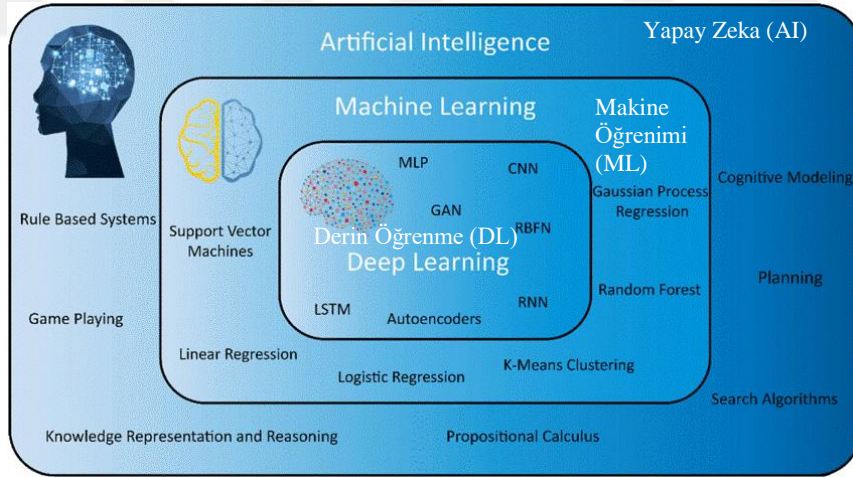 Artificial Intelligence
Yapay Zeka (AI)
Machine Learning
Makine
Öğrenimi
(ML)
MLP
CNN
Cognitive Modeling
Gaussian Process
Regression
GAN
Rule Based Systems
Support Vector
Machines
RBFN
Derin Öğrenme (DL)
Deep Learning
Planning
Random Forest
LSTM
RNN
Autoencoders
Game Playing
Linear Regression
K-Means Clustering
Logistic Regression
Search Algorithms
Knowledge Representation and Reasoning
Propositional Calculus